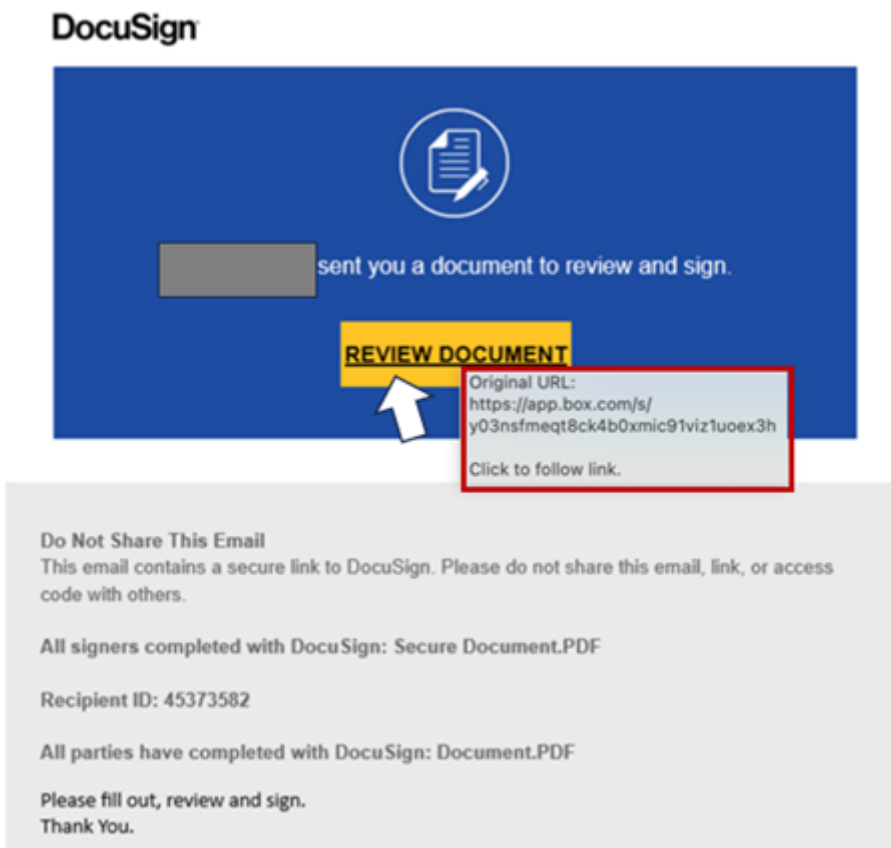 DocuSign
sent you a document to review and sign.
REVIEW DOCUMENT
Original URL:
https://app.box.com/s/
y03nsfmeqt8ck4b0xmic91viz1uoex3h
Click to follow link.
Do Not Share This Email
This email contains a secure link to DocuSign. Please do not share this email, link, or access
code with others.
All signers completed with DocuSign: Secure Document.PDF
Recipient ID: 45373582
All parties have completed with DocuSign: Document.PDF
Please fill out, review and sign.
Thank You.